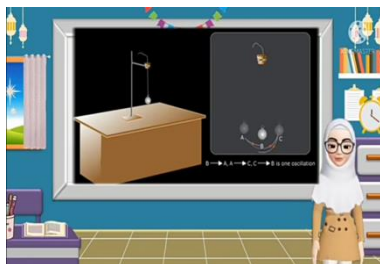 A
C
B
B → A, A → C, C → B is one oscillation